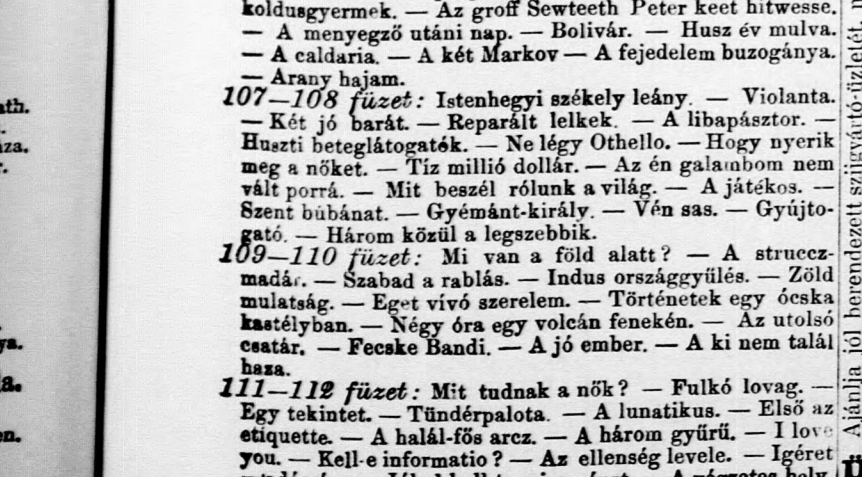 koldusgyermek. — Az groff Sewteeth Peter keet hitwesse.
— A menyegző utáni nap. — Bolivár. — Husz év mulva.
— A caldaria. — A két Markov — A fejedelem buzogánya.
— Arany hajam.
107—108 füzet: Istenhegyi székely leány. — Violanta.
— Két jó barát. — Reparált lelkek. — A libapásztor. —
Huszti beteglátogatók. — Ne légy Othello. — Hogy nyerik
meg a nőket. — Tíz millió dollár. — Az én galambom nem
vált porrá. — Mit beszél rólunk a világ. — A játékos. —
Szent búbánat. — Gyémánt-király. — Vén sas. — Gyújto-
gató. — Három közül a legszebbik.
109—110 füzet: Mi van a föld alatt? — A strucz-
madár. — Szabad a rablás. — Indus országgyűlés. — Zöld
mulatság. — Eget vívó szerelem. — Történetek egy ócska
kastélyban. — Négy óra egy volcán fenekén. — Az utolsó
csatár. — Fecske Bandi. — A jó ember. — A ki nem talál
haza.
111—112 füzet: Mit tudnak a nők? — Fulkó lovag. —
Egy tekintet. — Tündérpalota. — A lunatikus. — Első az
etiquette. — A halál-fős arcz. — A három gyűrű. — I love
you. — Kell-e informatio? — Az ellenség levele. — Igéret
ath.
za.
ya.
a.
en.
Ajánlja jól berendezett szíjgyártó-üzletét,